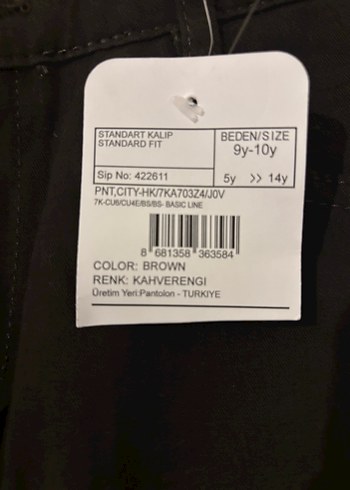 STANDART KALIP
STANDARD FIT
BEDEN/SIZE
9y-10y
Sip No: 422611
5y >> 14y
PNT,CITY-HK/7KA703Z4/J0V
7K-CU6/CU4E/BS/BS- BASIC LINE
8 681358 363584
COLOR: BROWN
RENK: KAHVERENGI
Üretim Yeri:Pantolon - TURKIYE